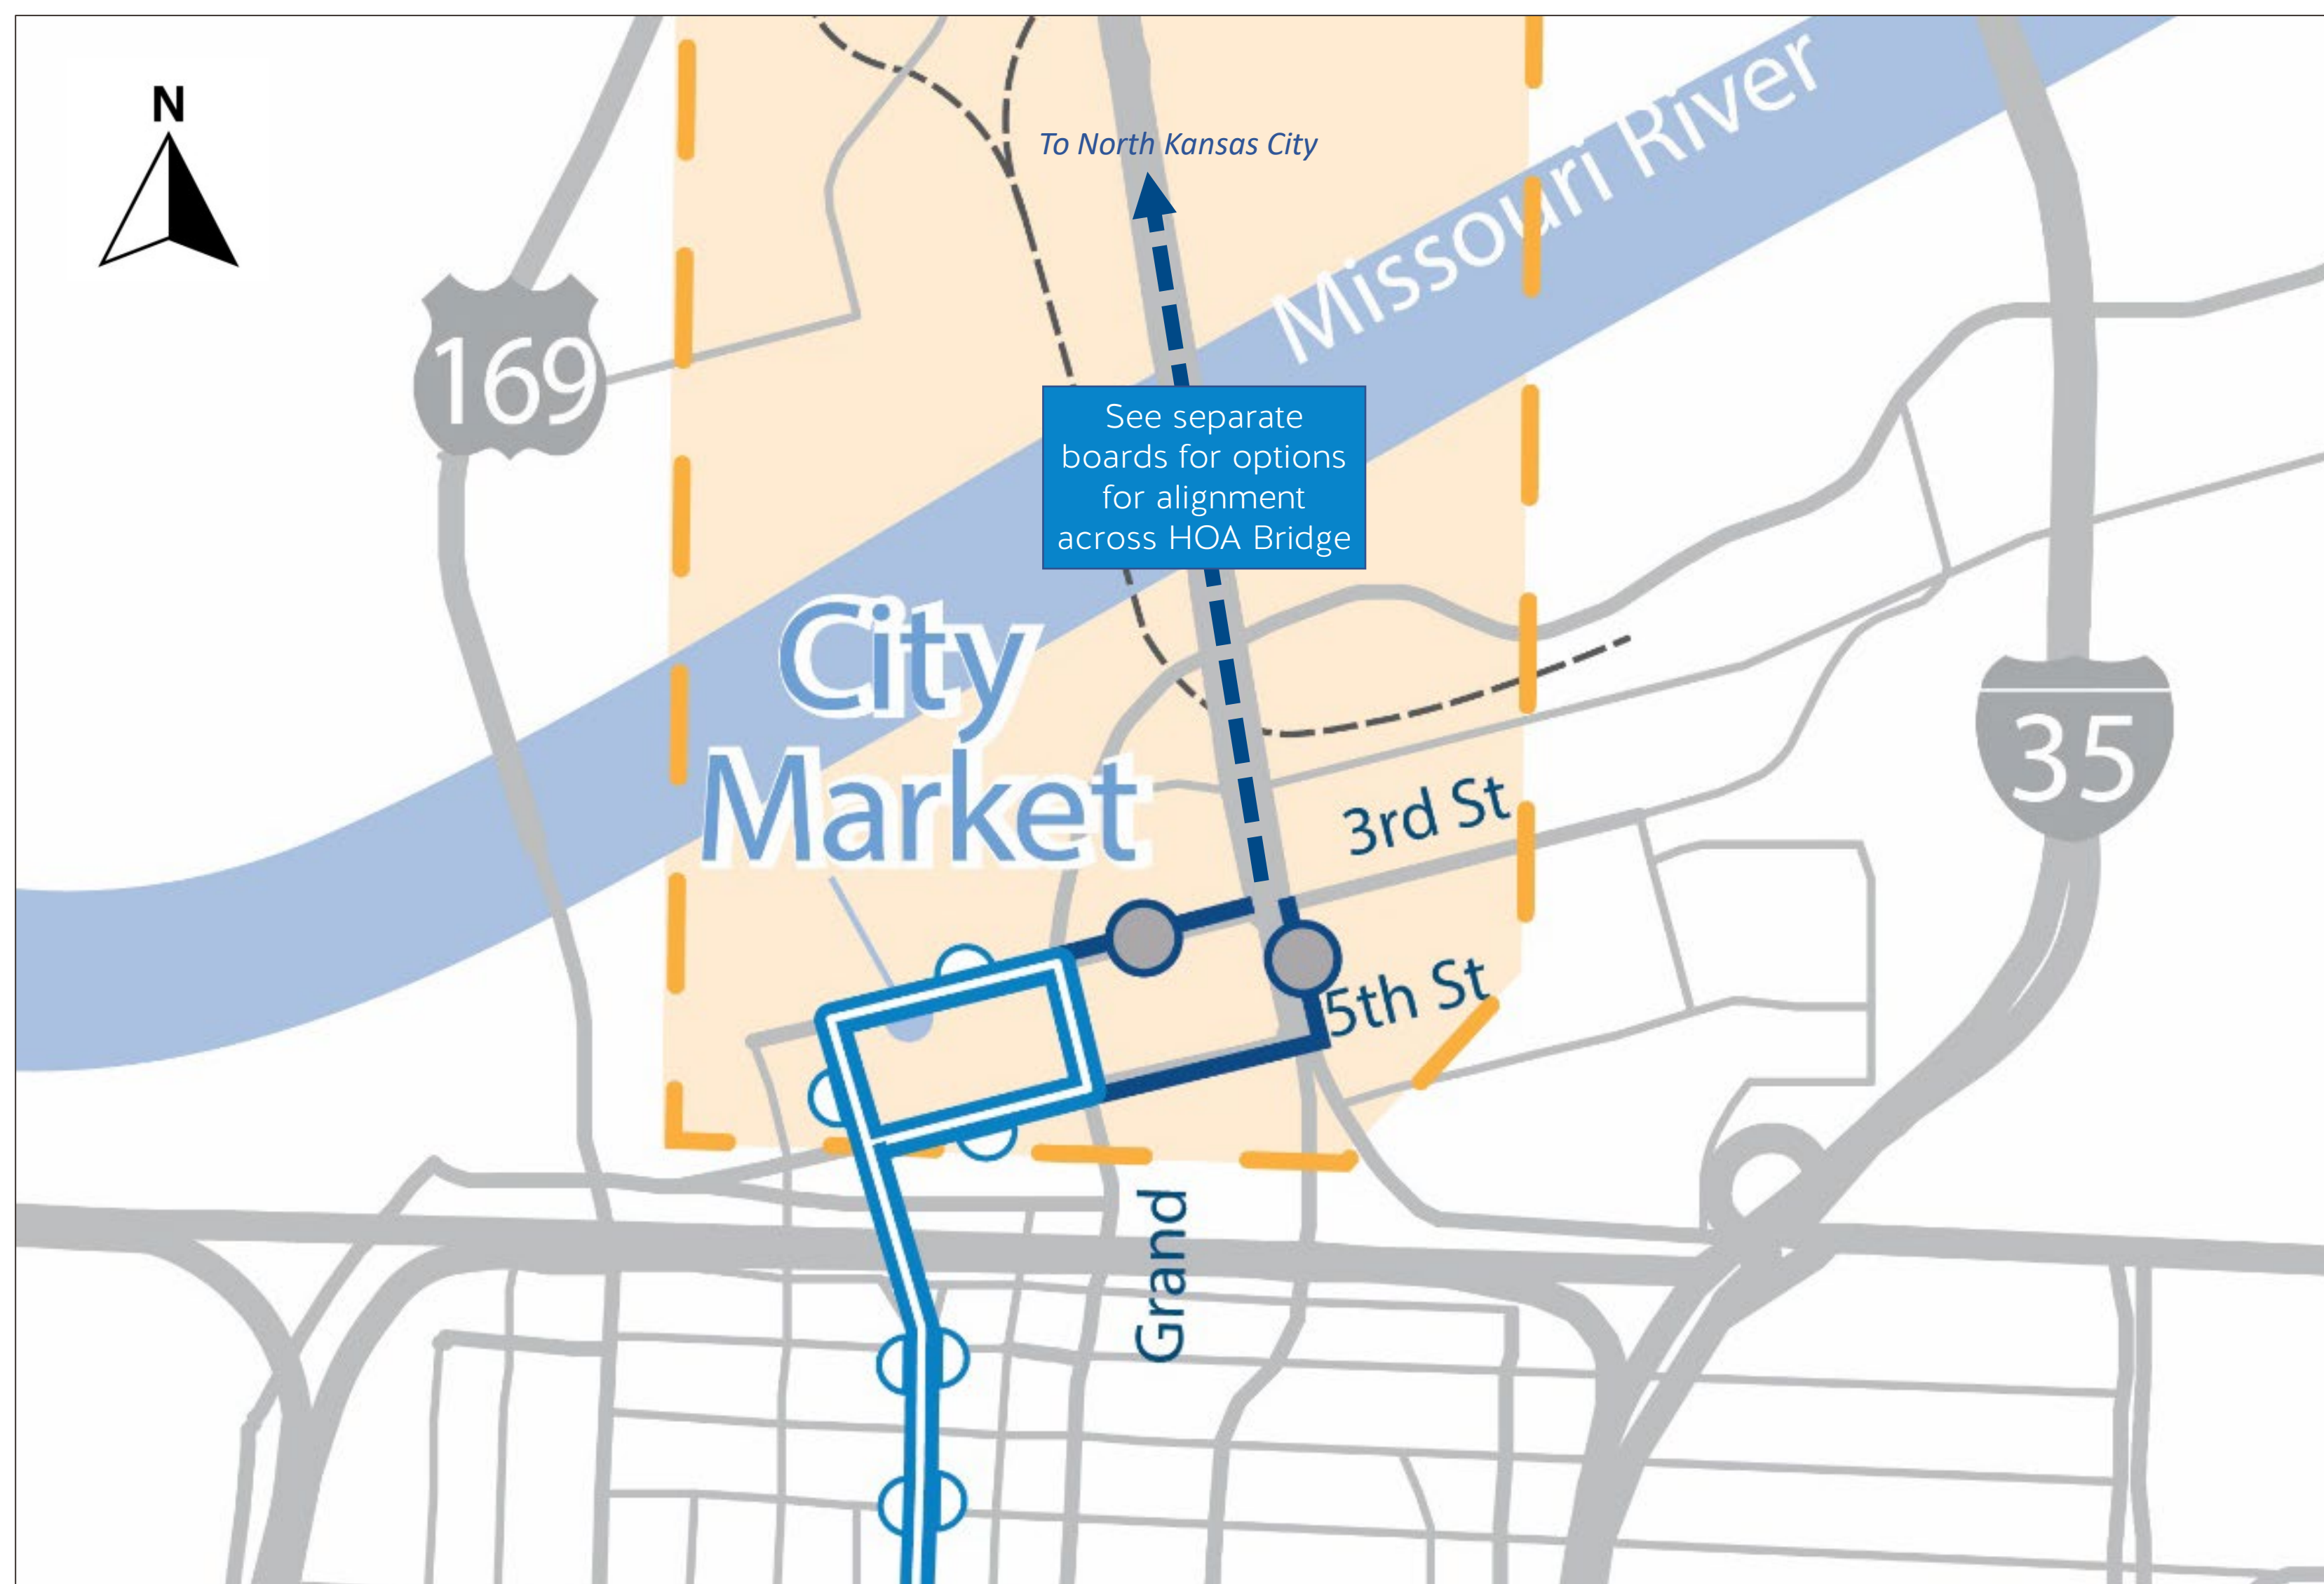 N
To North Kansas City
Missouri River
169
See separate
boards for options
for alignment
across HOA Bridge
City
Market
35
3rd St
5th St
Grand